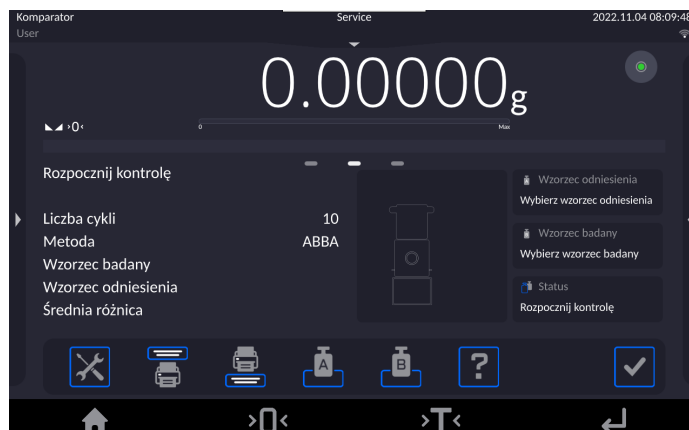 Komparator Service 2022.11.04 08:09:48
User
0.00000g
>0<
0 Max
Rozpocznij kontrolę
Liczba cykli 10
Metoda ABBA
Wzorzec badany
Wzorzec odniesienia
Średnia różnica
Wzorzec odniesienia
Wybierz wzorzec odniesienia
Wzorzec badany
Wybierz wzorzec badany
Status
Rozpocznij kontrolę
A B ?
>0< >T<